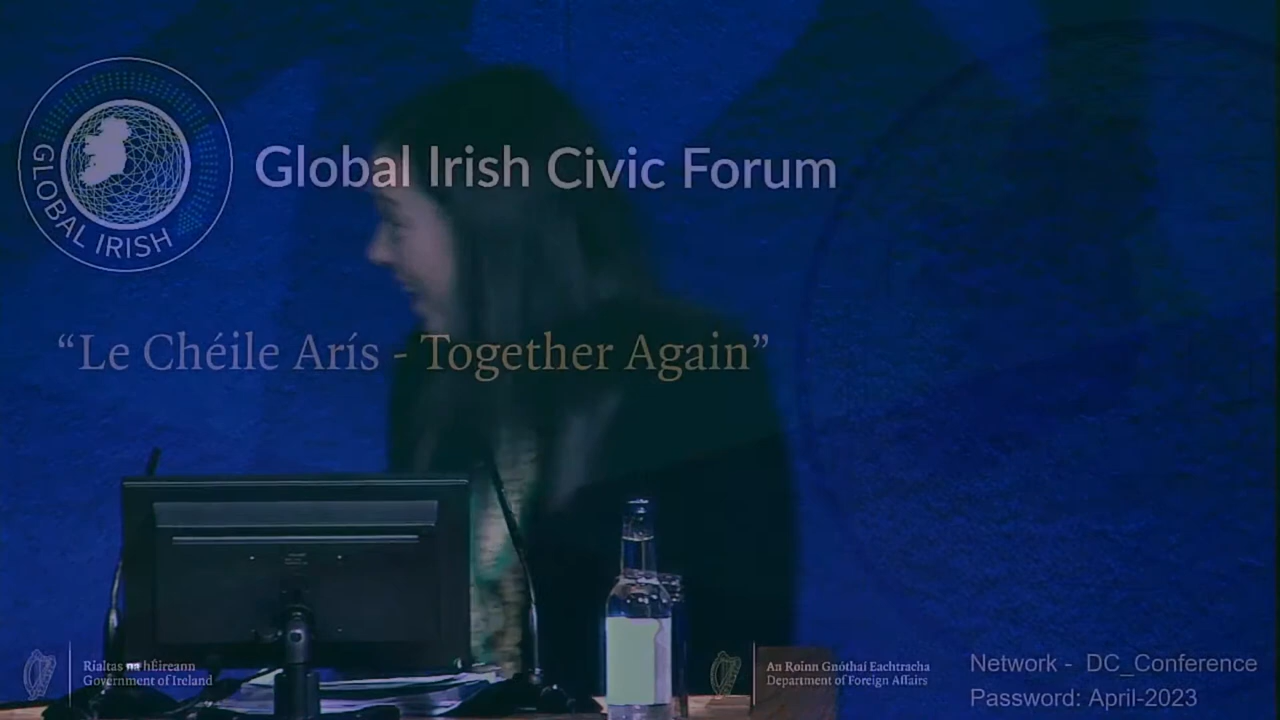 GLOBAL IRISH
Global Irish Civic Forum
“Le Chéile Arís - Together Again”
Rialtas na hÉireann
Government of Ireland
An Roinn Gnóthaí Eachtracha
Department of Foreign Affairs
Network - DC_Conference
Password: April-2023